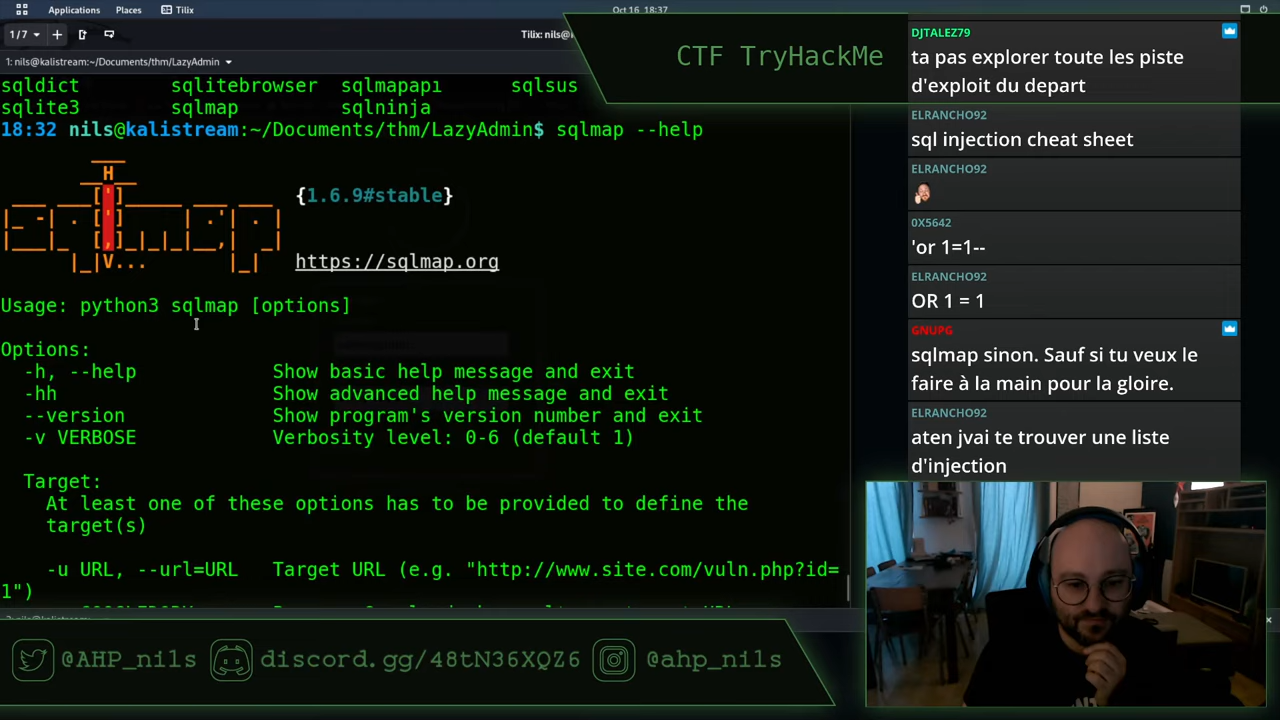 Applications Places Tilix
Oct 16 18:37
1/7
Tilix: nils@
1: nils@kalistream:~/Documents/thm/LazyAdmin
sqldict sqlitebrowser sqlmapapi sqlsus
sqlite3 sqlmap sqlninja
18:32 nils@kalistream:~/Documents/thm/LazyAdmin$ sqlmap --help
{1.6.9#stable}
https://sqlmap.org
Usage: python3 sqlmap [options]
Options:
-h, --help Show basic help message and exit
-hh Show advanced help message and exit
--version Show program's version number and exit
-v VERBOSE Verbosity level: 0-6 (default 1)
Target:
At least one of these options has to be provided to define the
target(s)
-u URL, --url=URL Target URL (e.g. "http://www.site.com/vuln.php?id=
1")
CTF TryHackMe
DJTALEZ79
ta pas explorer toute les piste
d'exploit du depart
ELRANCHO92
sql injection cheat sheet
ELRANCHO92
0X5642
'or 1=1--
ELRANCHO92
OR 1 = 1
GNUPG
sqlmap sinon. Sauf si tu veux le
faire à la main pour la gloire.
ELRANCHO92
aten jvai te trouver une liste
d'injection
@AHP_nils discord.gg/48tN36XQZ6 @ahp_nils